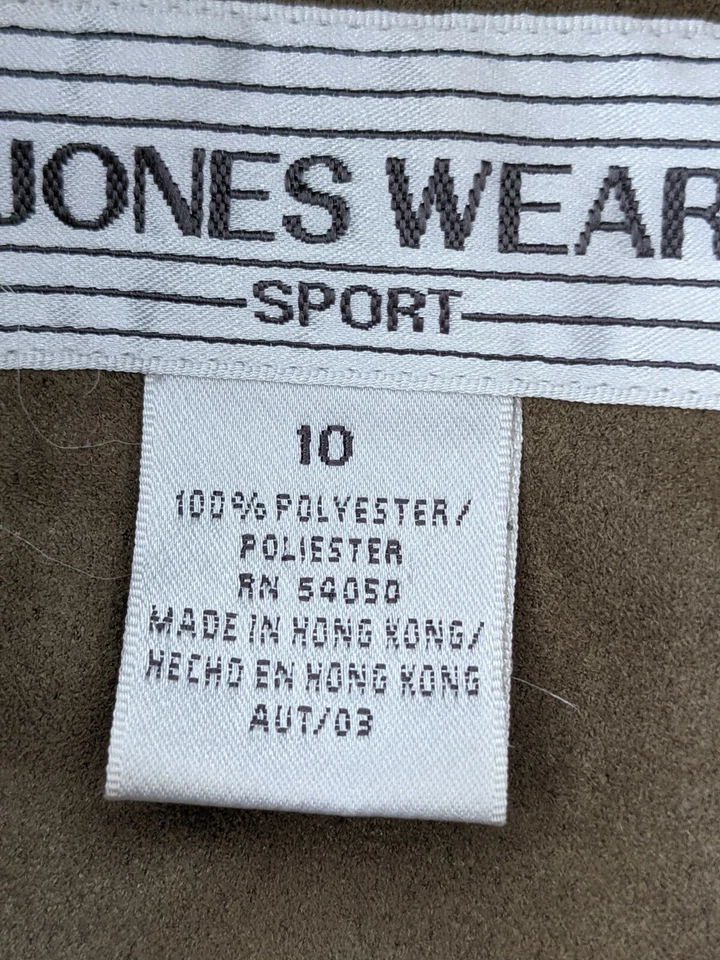 JONES WEAR
SPORT
10
100% POLYESTER/
POLIESTER
RN 54050
MADE IN HONG KONG/
HECHO EN HONG KONG
AUT/03